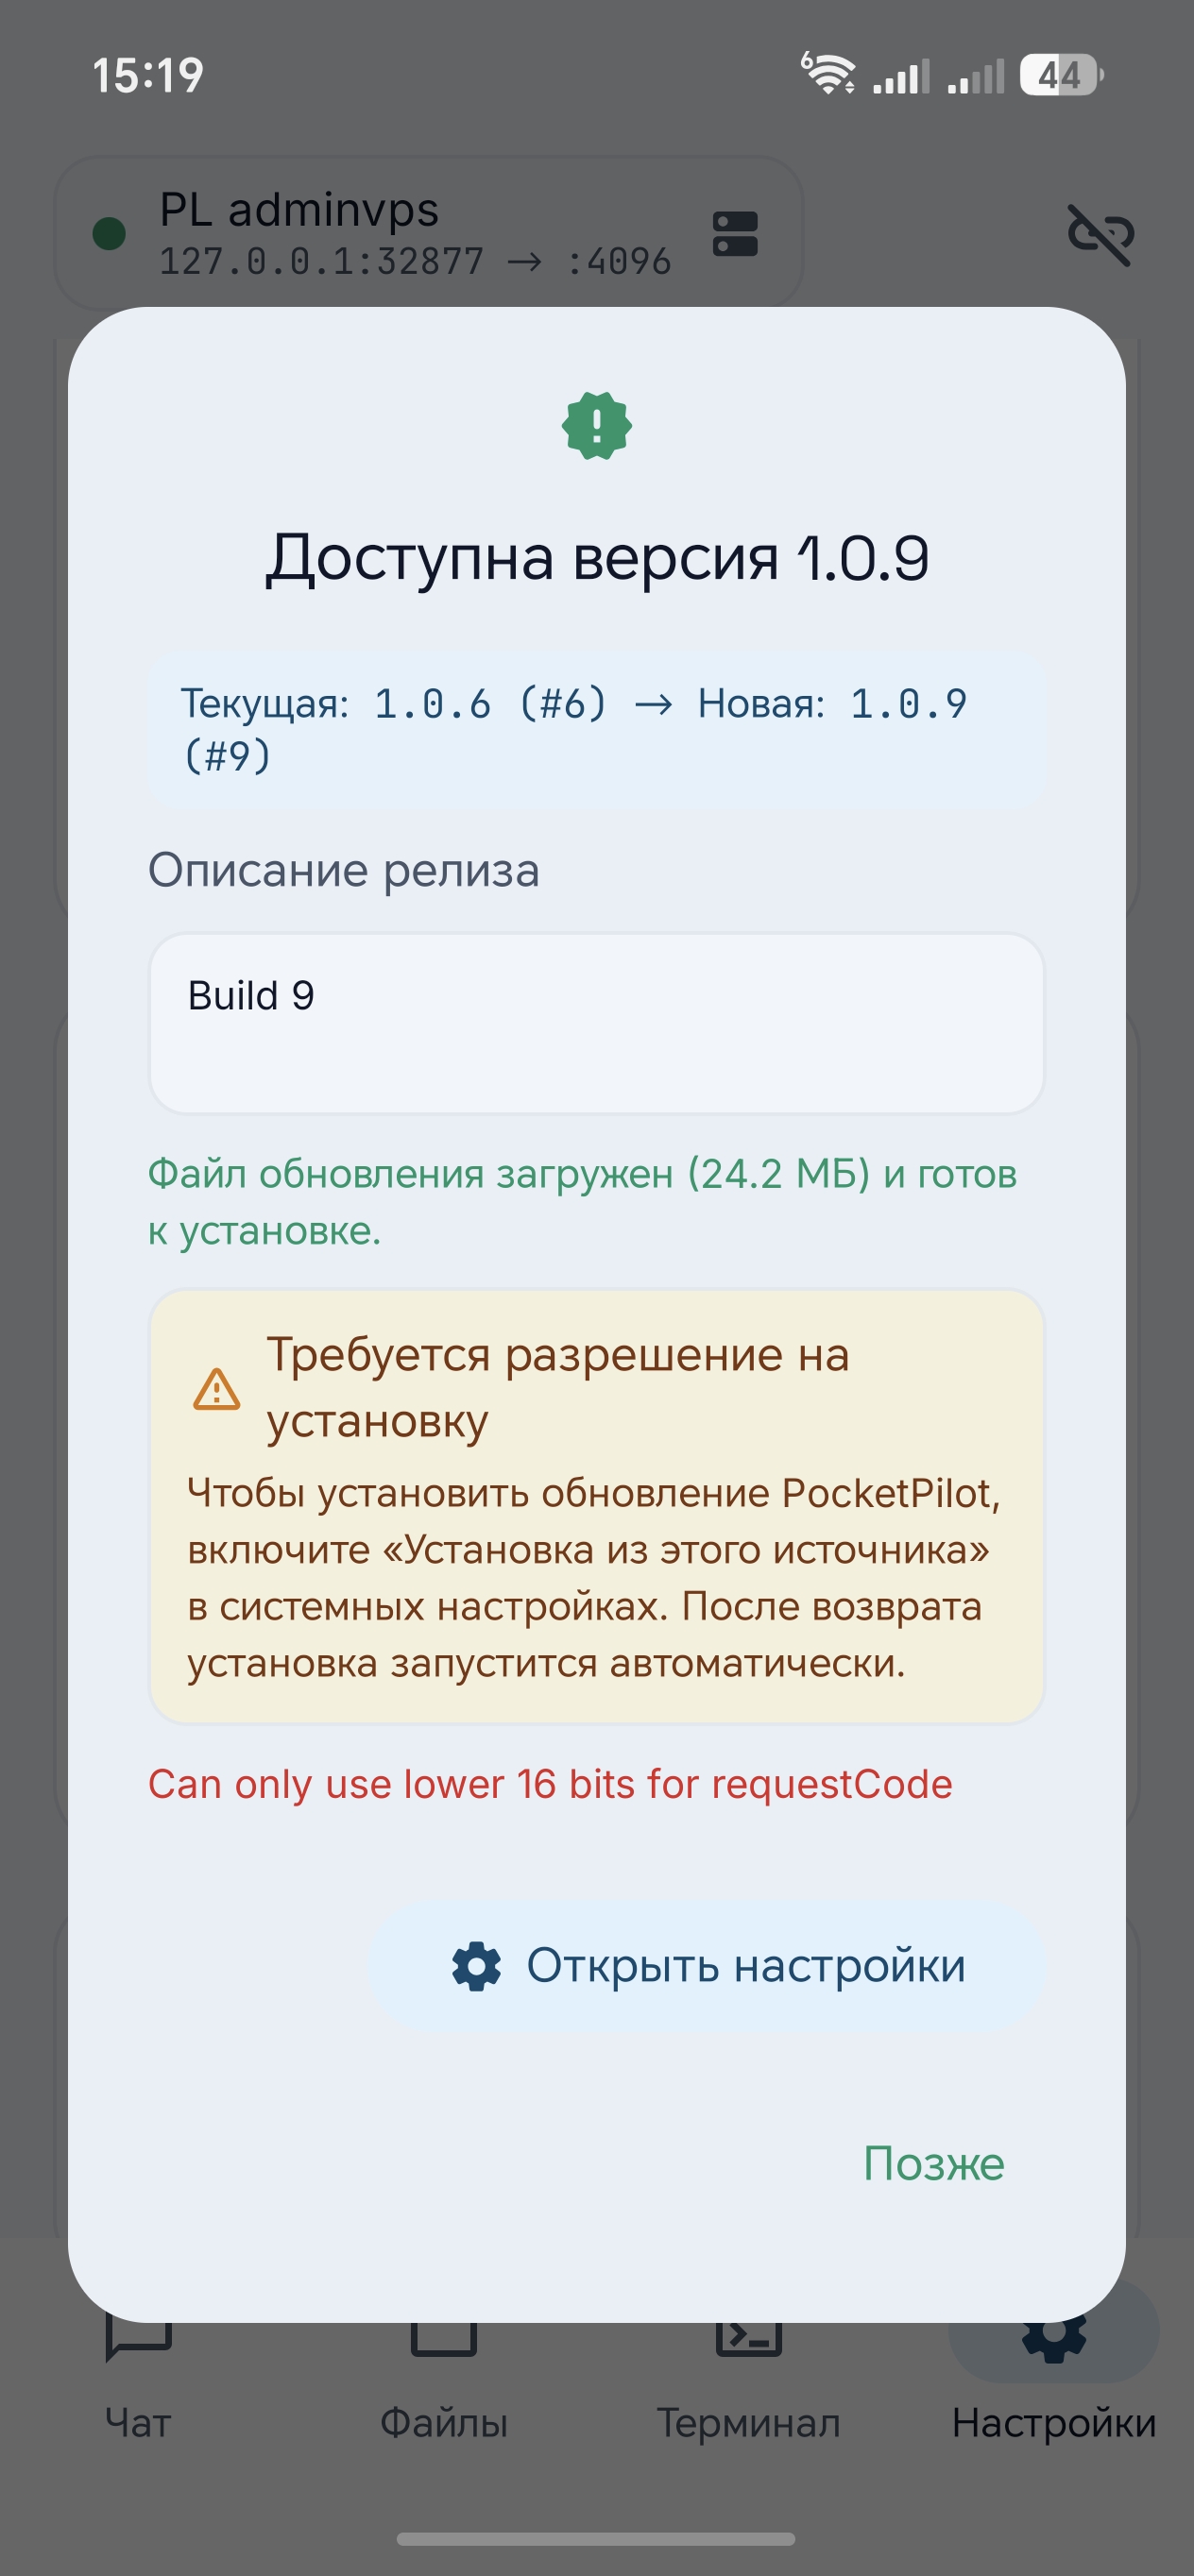 15:19
6
44
PL adminvps
127.0.0.1:32877 → :4096
Доступна версия 1.0.9
Текущая: 1.0.6 (#6) → Новая: 1.0.9
(#9)
Описание релиза
Build 9
Файл обновления загружен (24.2 МБ) и готов
к установке.
Требуется разрешение на
установку
Чтобы установить обновление PocketPilot,
включите «Установка из этого источника»
в системных настройках. После возврата
установка запустится автоматически.
Can only use lower 16 bits for requestCode
Открыть настройки
Позже
Чат
Файлы
Терминал
Настройки